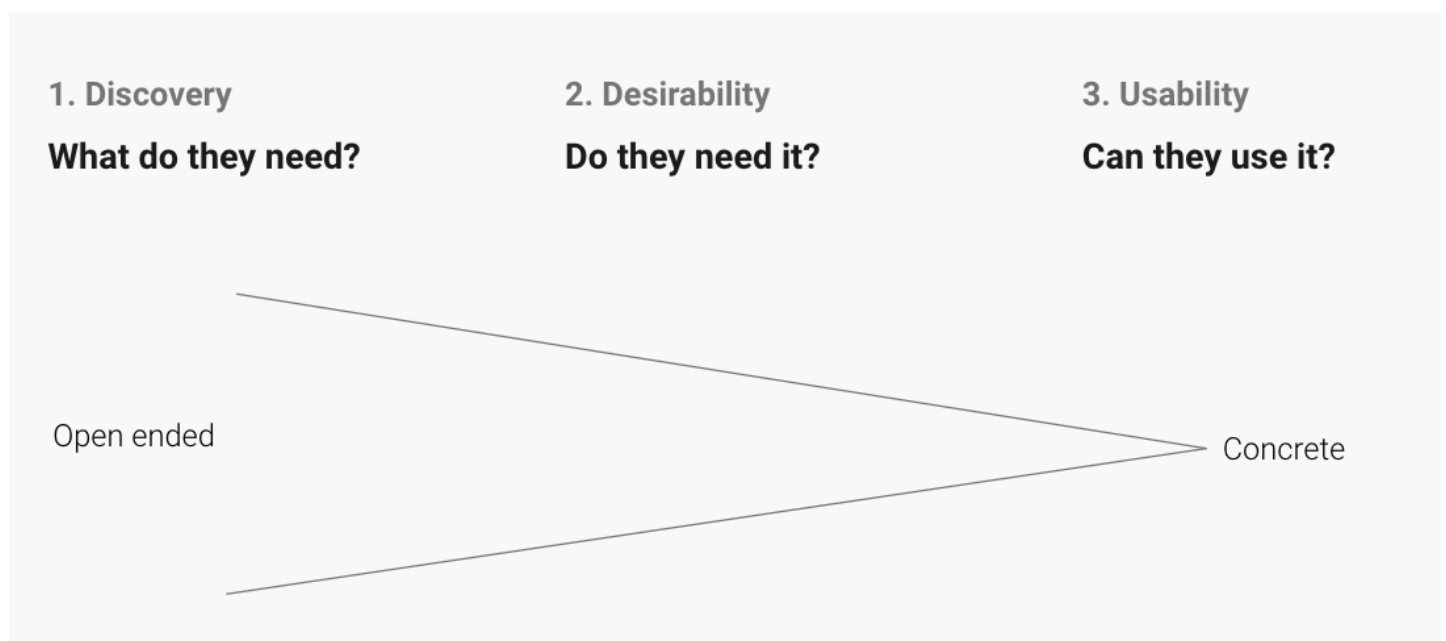 1. Discovery
What do they need?
2. Desirability
Do they need it?
3. Usability
Can they use it?
Open ended
Concrete